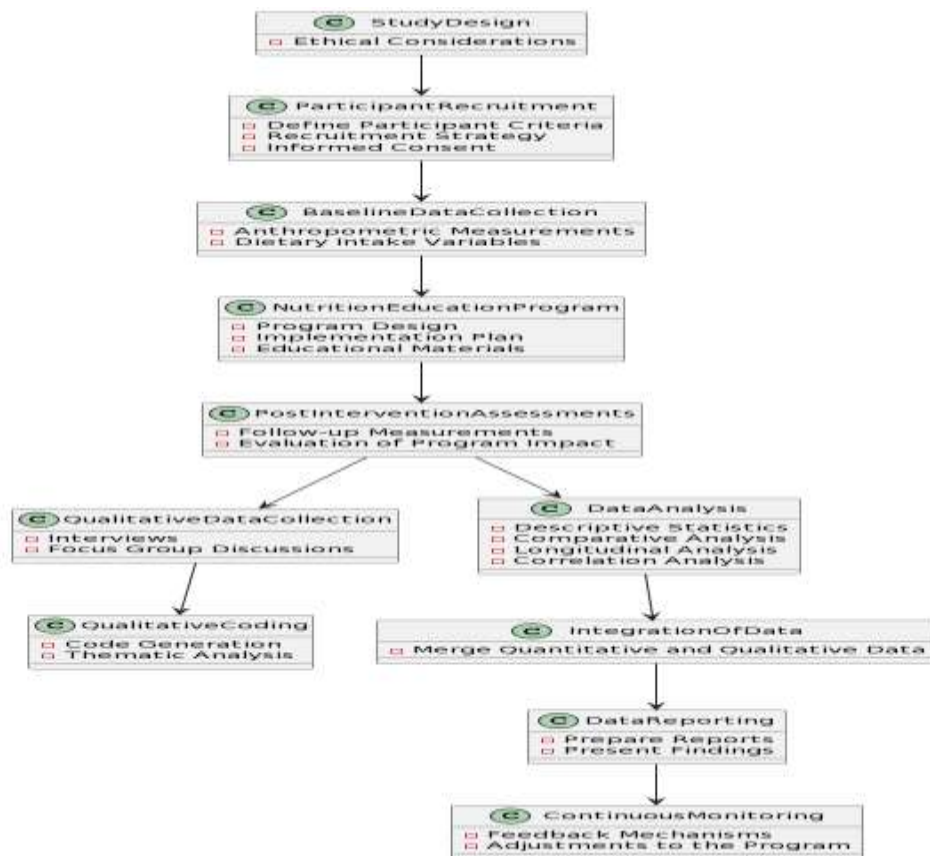 C StudyDesign
Ethical Considerations
C ParticipantRecruitment
Define Participant Criteria
Recruitment Strategy
Informed Consent
C BaselineDataCollection
Anthropometric Measurements
Dietary Intake Variables
C NutritionEducationProgram
Program Design
Implementation Plan
Educational Materials
C PostInterventionAssessments
Follow-up Measurements
Evaluation of Program Impact
C QualitativeDataCollection
Interviews
Focus Group Discussions
C DataAnalysis
Descriptive Statistics
Comparative Analysis
Longitudinal Analysis
Correlation Analysis
C QualitativeCoding
Code Generation
Thematic Analysis
C IntegrationOfData
Merge Quantitative and Qualitative Data
C DataReporting
Prepare Reports
Present Findings
C ContinuousMonitoring
Feedback Mechanisms
Adjustments to the Program